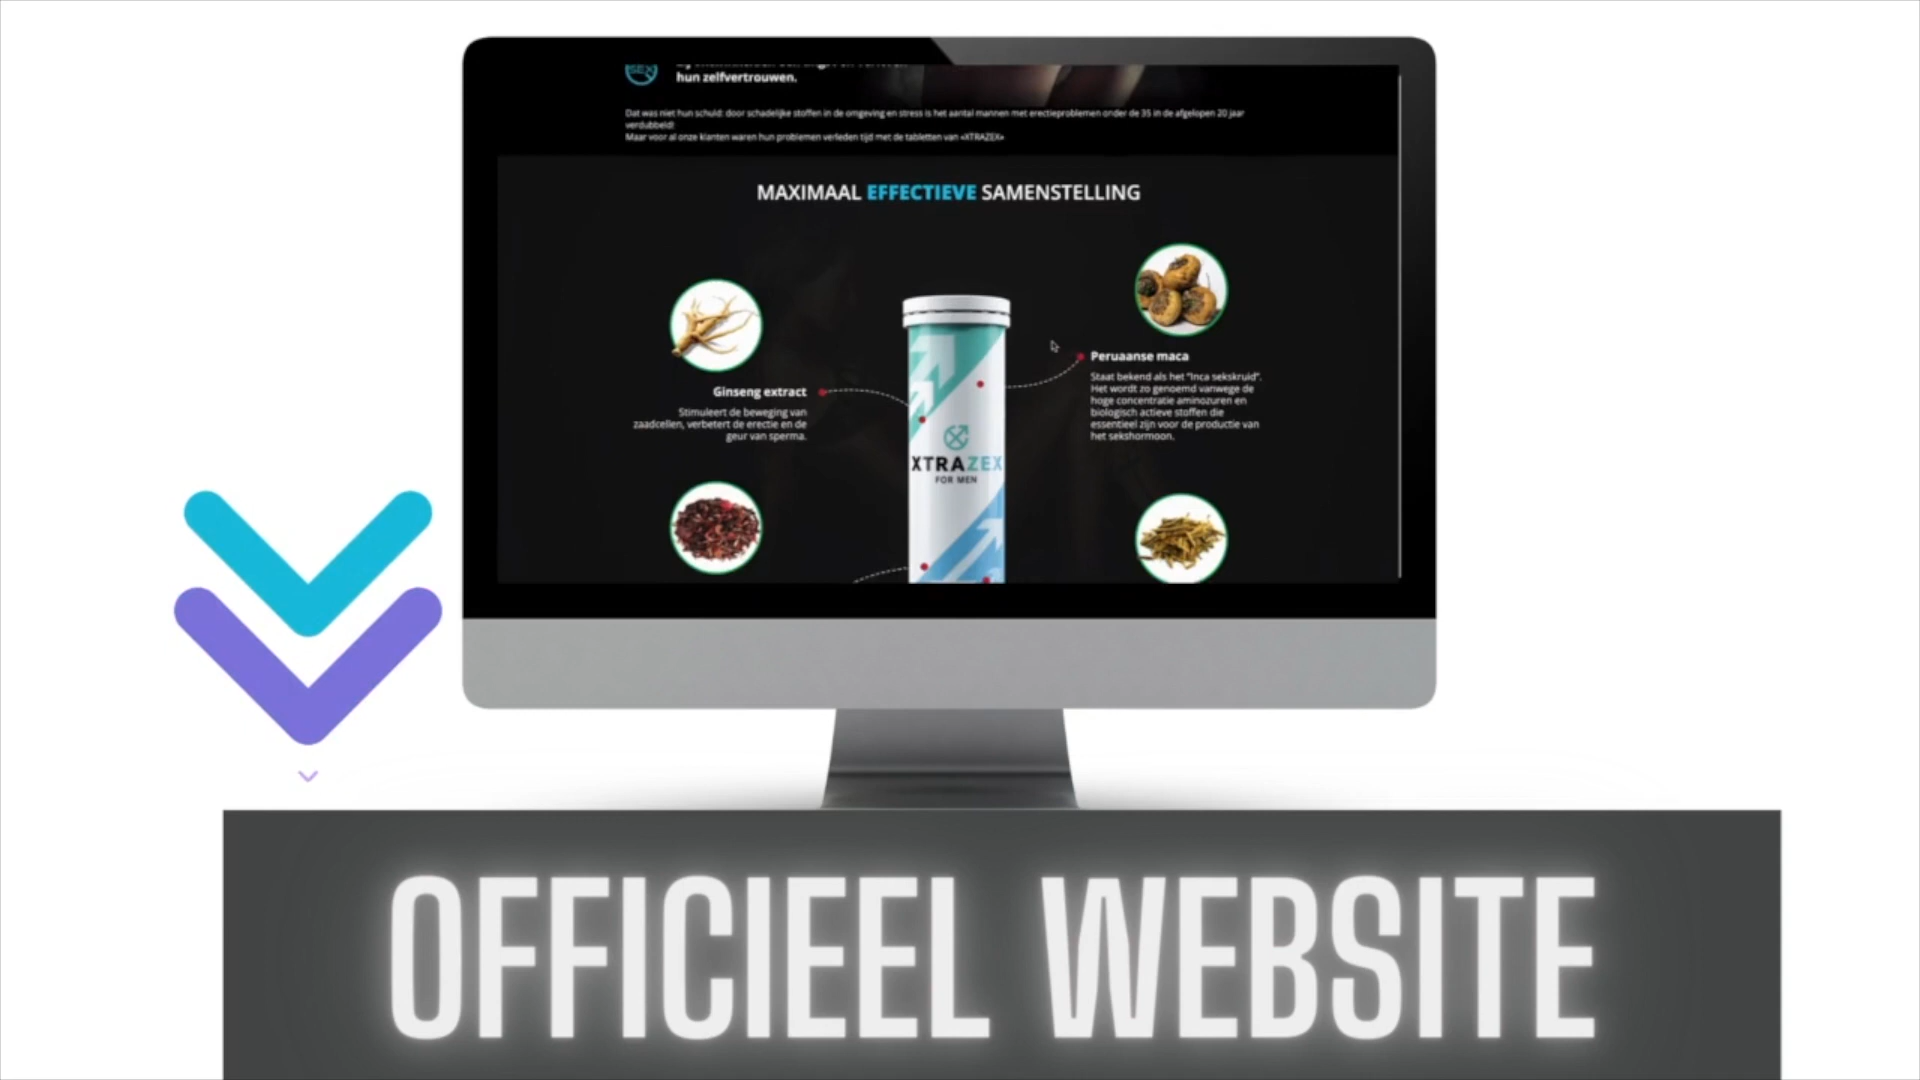 SEX
hun zelfvertrouwen.
Dat was niet hun schuld: door schadelijke stoffen in de omgeving en stress is het aantal mannen met erectieproblemen onder de 35 in de afgelopen 20 jaar
verdubbeld!
Maar voor al onze klanten waren hun problemen verleden tijd met de tabletten van «XTRAZEX»
MAXIMAAL EFFECTIEVE SAMENSTELLING
Ginseng extract
Stimuleert de beweging van
zaadcellen, verbetert de erectie en de
geur van sperma.
Peruaanse maca
Staat bekend als het "Inca sekskruid".
Het wordt zo genoemd vanwege de
hoge concentratie aminozuren en
biologisch actieve stoffen die
essentieel zijn voor de productie van
het sekshormoon.
XTRAZEX
FOR MEN
OFFICIEEL WEBSITE